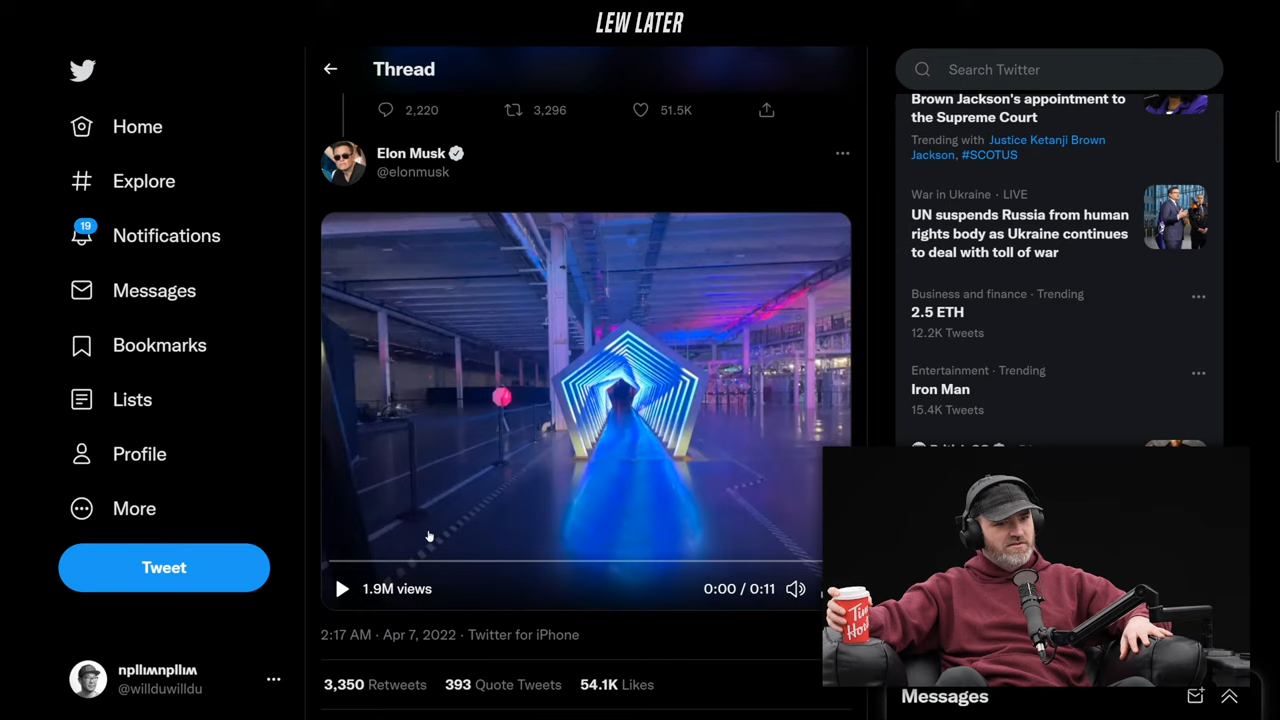 LEW LATER
Home
Explore
19
Notifications
Messages
Bookmarks
Lists
Profile
More
Tweet
@willduwilldu
Thread
2,220
3,296
51.5K
Elon Musk
@elonmusk
1.9M views
0:00 / 0:11
2:17 AM · Apr 7, 2022 · Twitter for iPhone
3,350 Retweets 393 Quote Tweets 54.1K Likes
Search Twitter
Brown Jackson's appointment to
the Supreme Court
Trending with Justice Ketanji Brown
Jackson, #SCOTUS
War in Ukraine · LIVE
UN suspends Russia from human
rights body as Ukraine continues
to deal with toll of war
Business and finance · Trending
2.5 ETH
12.2K Tweets
Entertainment · Trending
Iron Man
15.4K Tweets
Tim
Hor
Messages